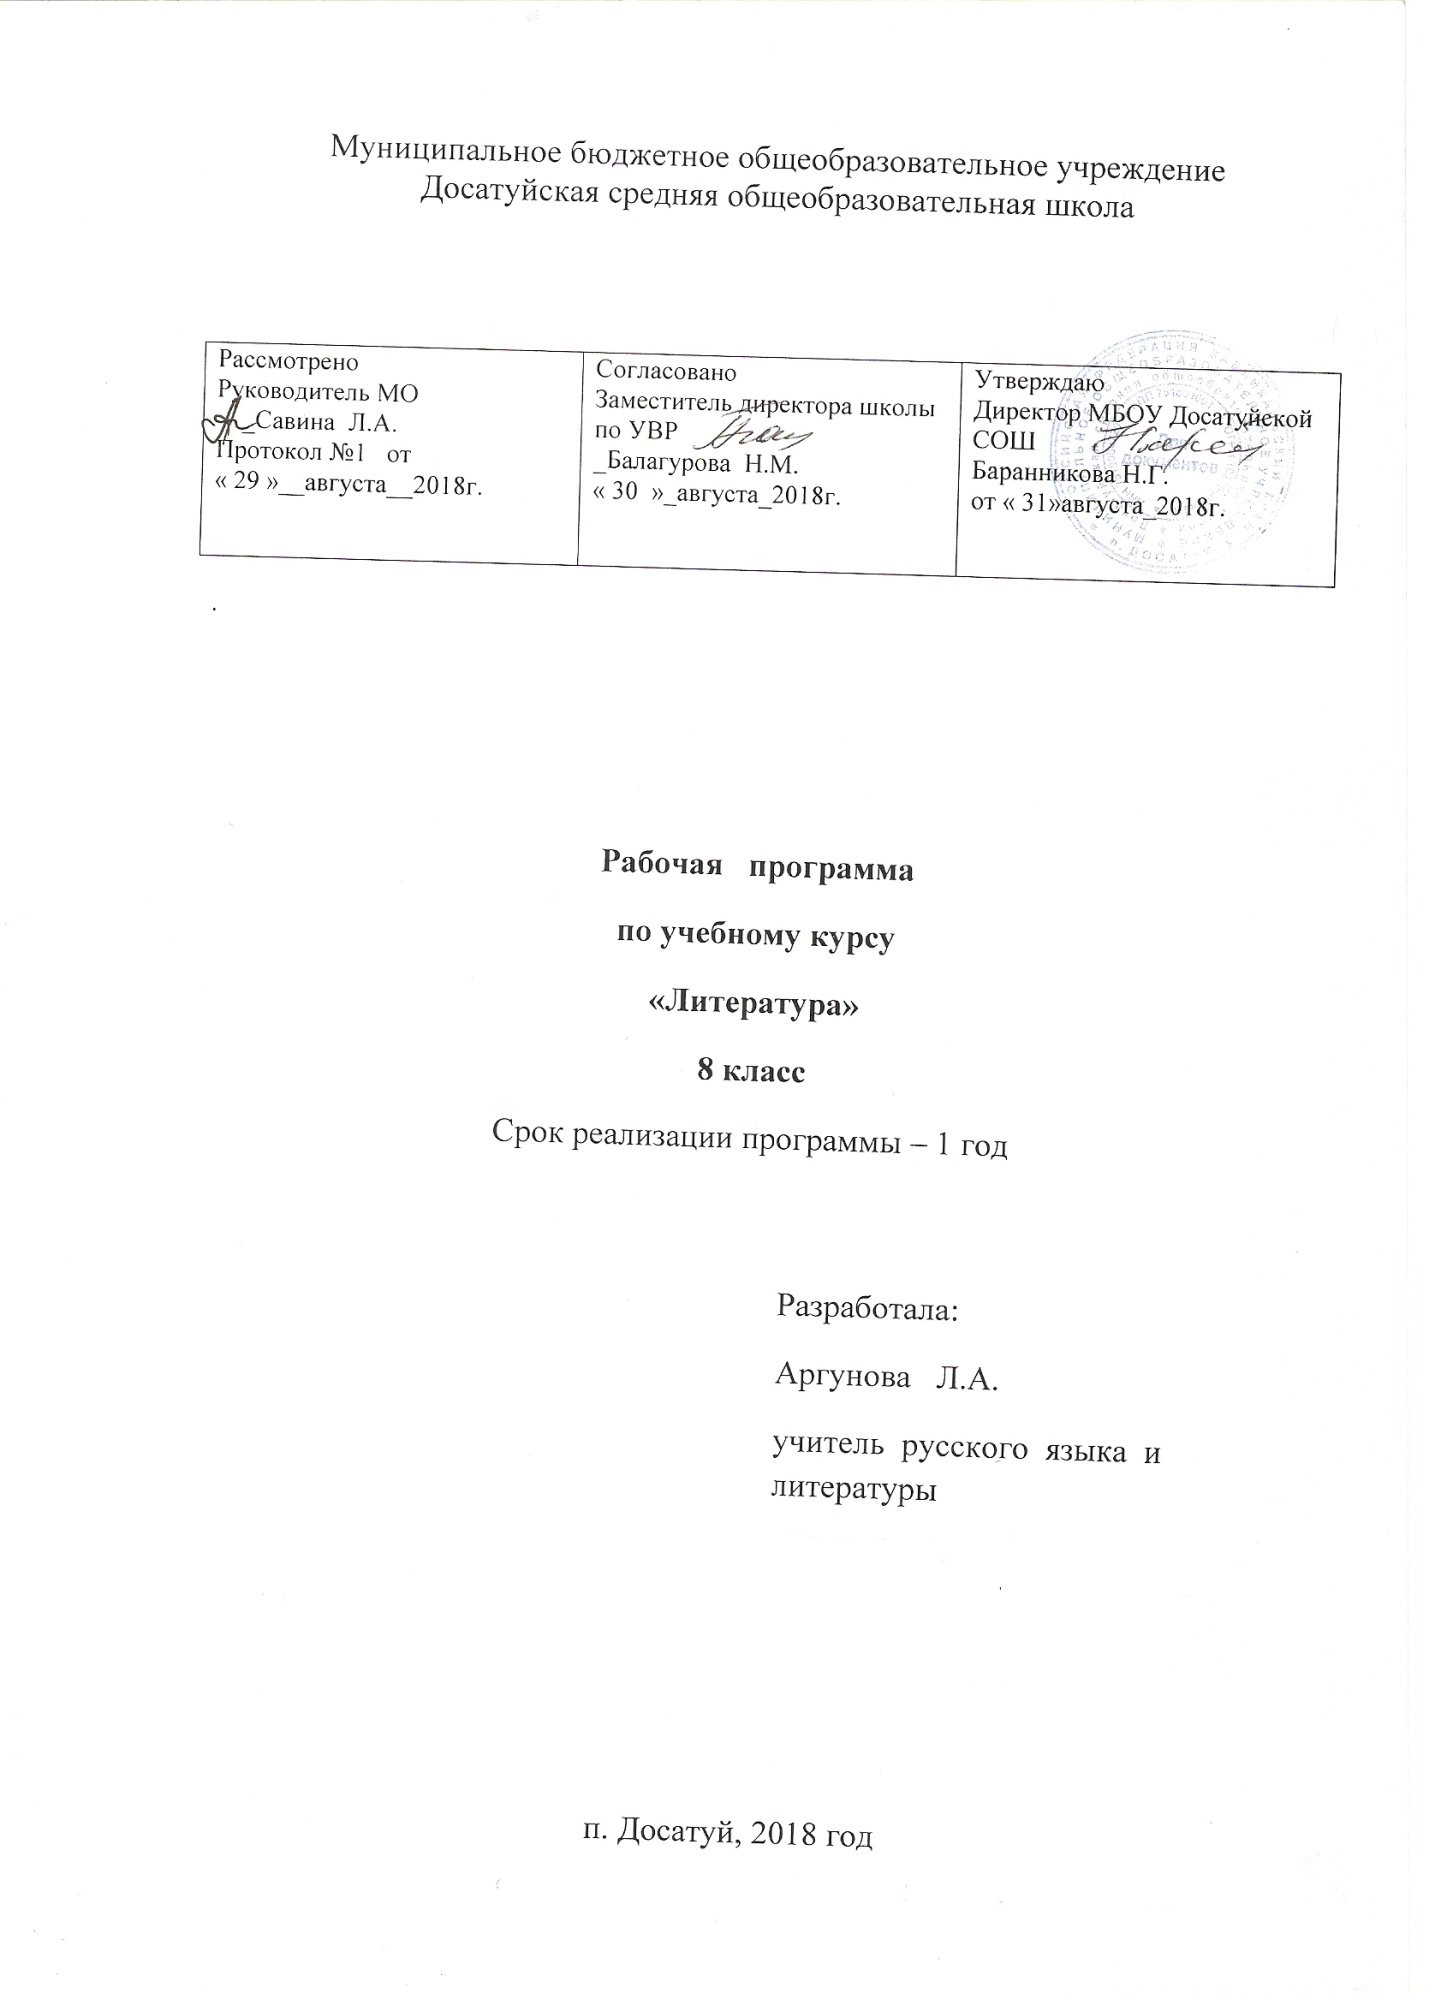 Муниципальное бюджетное общеобразовательное учреждение
Досатуйская средняя общеобразовательная школа
Рассмотрено
Руководитель МО
_Савина Л.А.
Протокол №1 от
« 29 »__августа__2018г.
Согласовано
Заместитель директора школы
по УВР
_Балагурова Н.М.
« 30 »_августа_2018г.
Утверждаю
Директор МБОУ Досатуйской
СОШ
Баранникова Н.Г.
от « 31»августа_2018г.
документов
.
Рабочая программа
по учебному курсу
«Литература»
8 класс
Срок реализации программы – 1 год
Разработала:
Аргунова Л.А.
учитель русского языка и
литературы
п. Досатуй, 2018 год